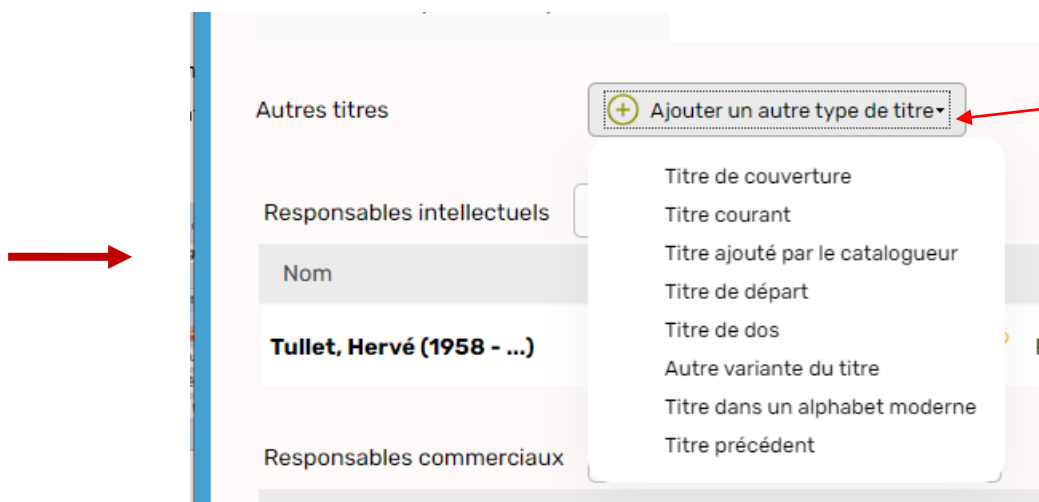 Autres titres
Ajouter un autre type de titre
Titre de couverture
Responsables intellectuels
Titre courant
Titre ajouté par le catalogueur
Nom
Titre de départ
Titre de dos
Tullet, Hervé (1958 - ...)
Autre variante du titre
Titre dans un alphabet moderne
Titre précédent
Responsables commerciaux